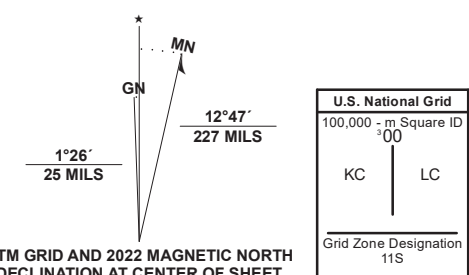 ★
MN
GN
12°47´
227 MILS
1°26´
25 MILS
TM GRID AND 2022 MAGNETIC NORTH
DECLINATION AT CENTER OF SHEET
U.S. National Grid
100,000 - m Square ID
³00
KC
LC
Grid Zone Designation
11S